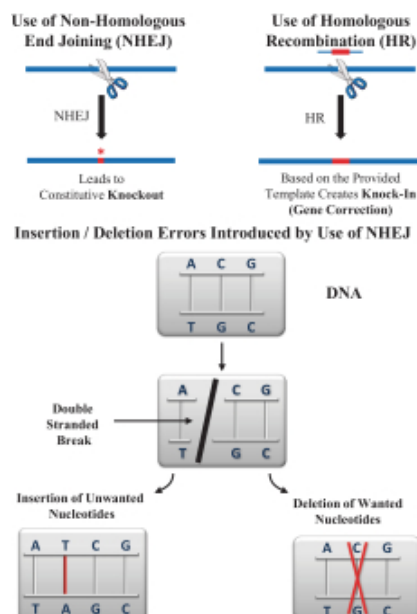 Use of Non-Homologous
End Joining (NHEJ)
NHEJ
*
Leads to
Constitutive Knockout
Use of Homologous
Recombination (HR)
HR
Based on the Provided
Template Creates Knock-In
(Gene Correction)
Insertion / Deletion Errors Introduced by Use of NHEJ
A C G
T G C
DNA
Double
Stranded
Break
A C G
T G C
Insertion of Unwanted
Nucleotides
A T C G
T A G C
Deletion of Wanted
Nucleotides
A C G
T G C